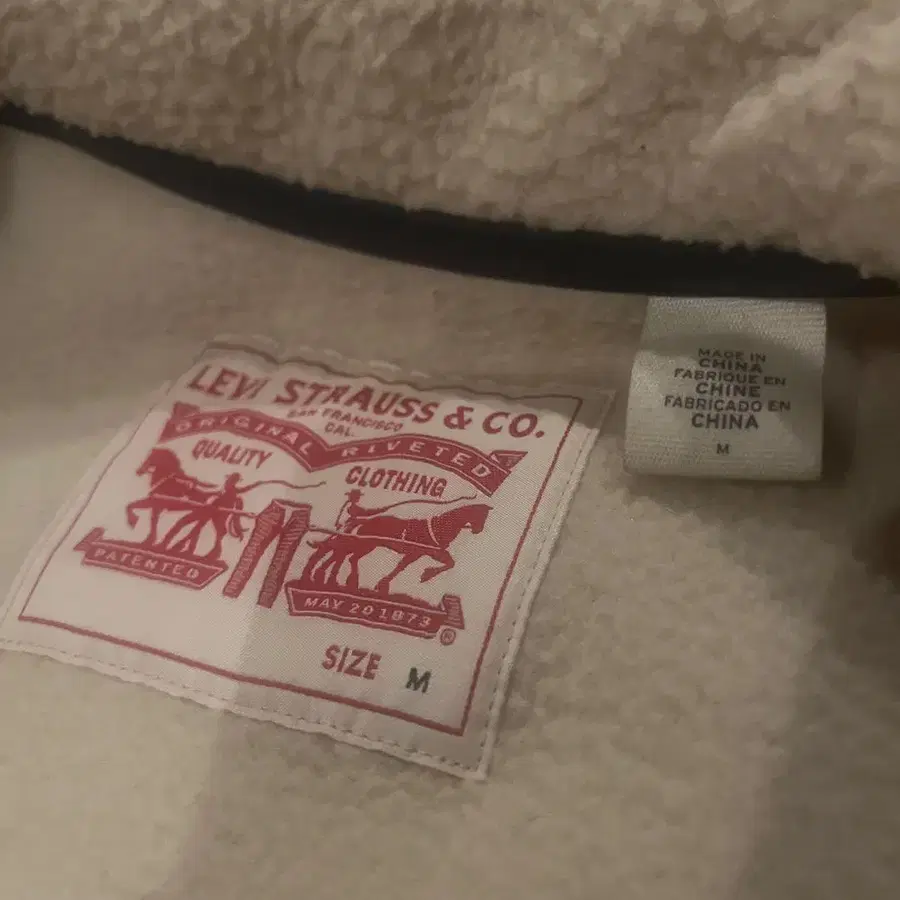 LEVI STRAUSS & CO.
SAN FRANCISCO
CAL.
ORIGINAL RIVETED
QUALITY CLOTHING
PATENTED
MAY 20 1873
®
SIZE M
MADE IN
CHINA
FABRIQUE EN
CHINE
FABRICADO EN
CHINA
M